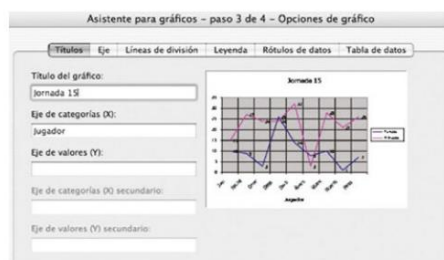 Asistente para gráficos – paso 3 de 4 – Opciones de gráfico
Títulos Eje Líneas de división Leyenda Rótulos de datos Tabla de datos
Título del gráfico:
Jornada 15
Eje de categorías (X):
Jugador
Eje de valores (Y):
Eje de categorías (X) secundario:
Eje de valores (Y) secundario:
Jornada 15
Jugador